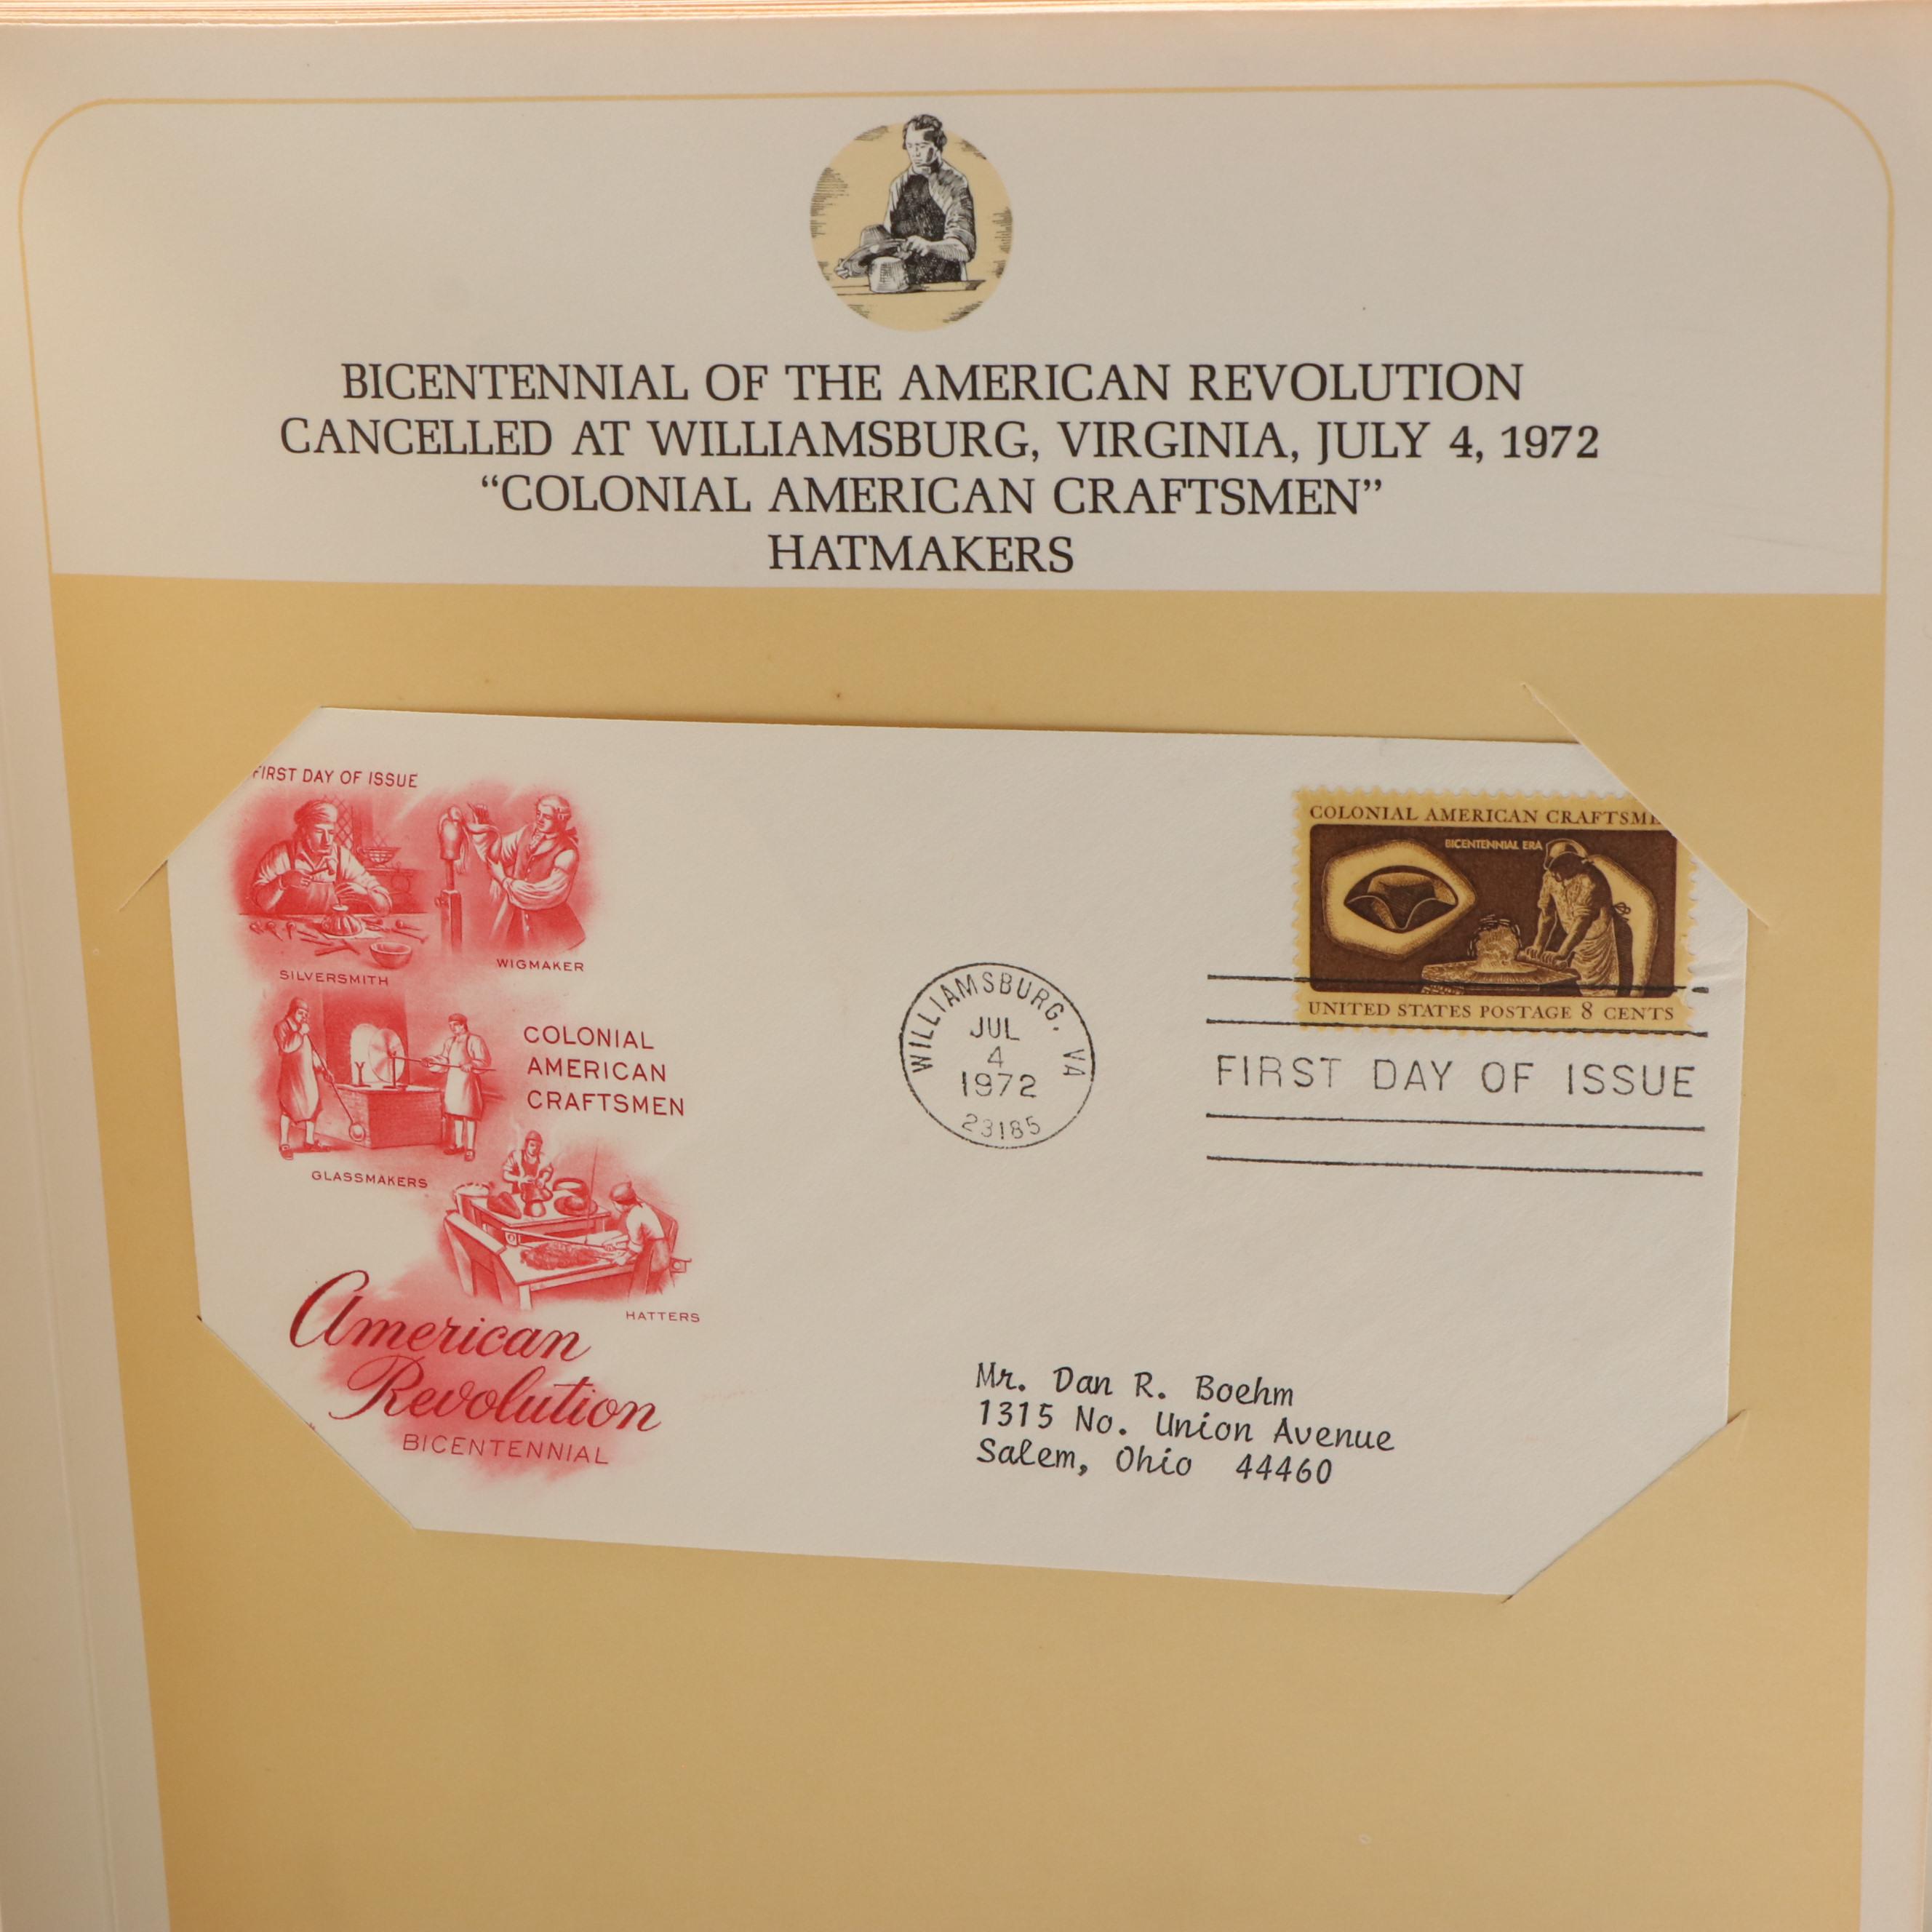 BICENTENNIAL OF THE AMERICAN REVOLUTION
CANCELLED AT WILLIAMSBURG, VIRGINIA, JULY 4, 1972
“COLONIAL AMERICAN CRAFTSMEN”
HATMAKERS
FIRST DAY OF ISSUE
SILVERSMITH
WIGMAKER
COLONIAL
AMERICAN
CRAFTSMEN
GLASSMAKERS
HATTERS
American
Revolution
BICENTENNIAL
WILLIAMSBURG, VA
JUL
4
1972
23185
COLONIAL AMERICAN CRAFTSME
BICENTENNIAL ERA
UNITED STATES POSTAGE 8 CENTS
FIRST DAY OF ISSUE
Mr. Dan R. Boehm
1315 No. Union Avenue
Salem, Ohio 44460